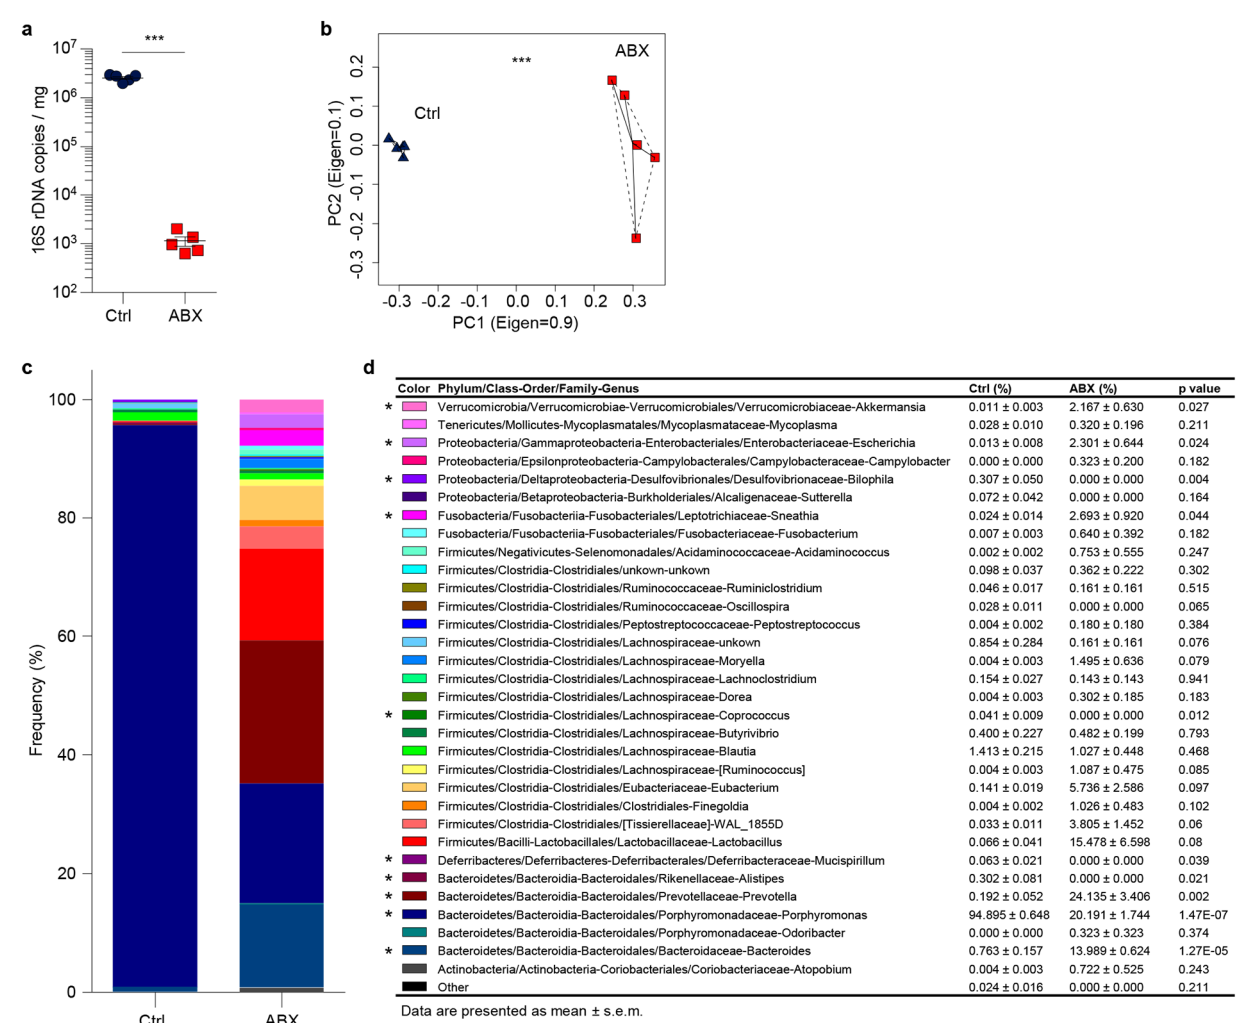 a
***
10⁷
10⁶
10⁵
10⁴
10³
10²
16S rDNA copies / mg
Ctrl ABX
b
ABX
***
Ctrl
0.2
0.1
0.0
-0.1
-0.2
-0.3
PC2 (Eigen=0.1)
-0.3 -0.2 -0.1 0.0 0.1 0.2 0.3
PC1 (Eigen=0.9)
c
100
80
60
40
20
0
Frequency (%)
Ctrl ABX
d
Color Phylum/Class-Order/Family-Genus Ctrl (%) ABX (%) p value
* Verrucomicrobia/Verrucomicrobiae-Verrucomicrobiales/Verrucomicrobiaceae-Akkermansia 0.011 ± 0.003 2.167 ± 0.630 0.027
Tenericutes/Mollicutes-Mycoplasmatales/Mycoplasmataceae-Mycoplasma 0.028 ± 0.010 0.320 ± 0.196 0.211
* Proteobacteria/Gammaproteobacteria-Enterobacteriales/Enterobacteriaceae-Escherichia 0.013 ± 0.008 2.301 ± 0.644 0.024
Proteobacteria/Epsilonproteobacteria-Campylobacterales/Campylobacteraceae-Campylobacter 0.000 ± 0.000 0.323 ± 0.200 0.182
* Proteobacteria/Deltaproteobacteria-Desulfovibrionales/Desulfovibrionaceae-Bilophila 0.307 ± 0.050 0.000 ± 0.000 0.004
Proteobacteria/Betaproteobacteria-Burkholderiales/Alcaligenaceae-Sutterella 0.072 ± 0.042 0.000 ± 0.000 0.164
* Fusobacteria/Fusobacteriia-Fusobacteriales/Leptotrichiaceae-Sneathia 0.024 ± 0.014 2.693 ± 0.920 0.044
Fusobacteria/Fusobacteriia-Fusobacteriales/Fusobacteriaceae-Fusobacterium 0.007 ± 0.003 0.640 ± 0.392 0.182
Firmicutes/Negativicutes-Selenomonadales/Acidaminococcaceae-Acidaminococcus 0.002 ± 0.002 0.753 ± 0.555 0.247
Firmicutes/Clostridia-Clostridiales/unkown-unkown 0.098 ± 0.037 0.362 ± 0.222 0.302
Firmicutes/Clostridia-Clostridiales/Ruminococcaceae-Ruminiclostridium 0.046 ± 0.017 0.161 ± 0.161 0.515
Firmicutes/Clostridia-Clostridiales/Ruminococcaceae-Oscillospira 0.028 ± 0.011 0.000 ± 0.000 0.065
Firmicutes/Clostridia-Clostridiales/Peptostreptococcaceae-Peptostreptococcus 0.004 ± 0.002 0.180 ± 0.180 0.384
Firmicutes/Clostridia-Clostridiales/Lachnospiraceae-unkown 0.854 ± 0.284 0.161 ± 0.161 0.076
Firmicutes/Clostridia-Clostridiales/Lachnospiraceae-Moryella 0.004 ± 0.003 1.495 ± 0.636 0.079
Firmicutes/Clostridia-Clostridiales/Lachnospiraceae-Lachnoclostridium 0.154 ± 0.027 0.143 ± 0.143 0.941
Firmicutes/Clostridia-Clostridiales/Lachnospiraceae-Dorea 0.004 ± 0.003 0.302 ± 0.185 0.183
* Firmicutes/Clostridia-Clostridiales/Lachnospiraceae-Coprococcus 0.041 ± 0.009 0.000 ± 0.000 0.012
Firmicutes/Clostridia-Clostridiales/Lachnospiraceae-Butyrivibrio 0.400 ± 0.227 0.482 ± 0.199 0.793
Firmicutes/Clostridia-Clostridiales/Lachnospiraceae-Blautia 1.413 ± 0.215 1.027 ± 0.448 0.468
Firmicutes/Clostridia-Clostridiales/Lachnospiraceae-[Ruminococcus] 0.004 ± 0.003 1.087 ± 0.475 0.085
Firmicutes/Clostridia-Clostridiales/Eubacteriaceae-Eubacterium 0.141 ± 0.019 5.736 ± 2.586 0.097
Firmicutes/Clostridia-Clostridiales/Clostridiales-Finegoldia 0.004 ± 0.002 1.026 ± 0.483 0.102
Firmicutes/Clostridia-Clostridiales/[Tissierellaceae]-WAL_1855D 0.033 ± 0.011 3.805 ± 1.452 0.06
Firmicutes/Bacilli-Lactobacillales/Lactobacillaceae-Lactobacillus 0.066 ± 0.041 15.478 ± 6.598 0.08
* Deferribacteres/Deferribacteres-Deferribacterales/Deferribacteraceae-Mucispirillum 0.063 ± 0.021 0.000 ± 0.000 0.039
* Bacteroidetes/Bacteroidia-Bacteroidales/Rikenellaceae-Alistipes 0.302 ± 0.081 0.000 ± 0.000 0.021
* Bacteroidetes/Bacteroidia-Bacteroidales/Prevotellaceae-Prevotella 0.192 ± 0.052 24.135 ± 3.406 0.002
* Bacteroidetes/Bacteroidia-Bacteroidales/Porphyromonadaceae-Porphyromonas 94.895 ± 0.648 20.191 ± 1.744 1.47E-07
Bacteroidetes/Bacteroidia-Bacteroidales/Porphyromonadaceae-Odoribacter 0.000 ± 0.000 0.323 ± 0.323 0.374
* Bacteroidetes/Bacteroidia-Bacteroidales/Bacteroidaceae-Bacteroides 0.763 ± 0.157 13.989 ± 0.624 1.27E-05
Actinobacteria/Actinobacteria-Coriobacteriales/Coriobacteriaceae-Atopobium 0.004 ± 0.003 0.722 ± 0.525 0.243
Other 0.024 ± 0.016 0.000 ± 0.000 0.211
Data are presented as mean ± s.e.m.